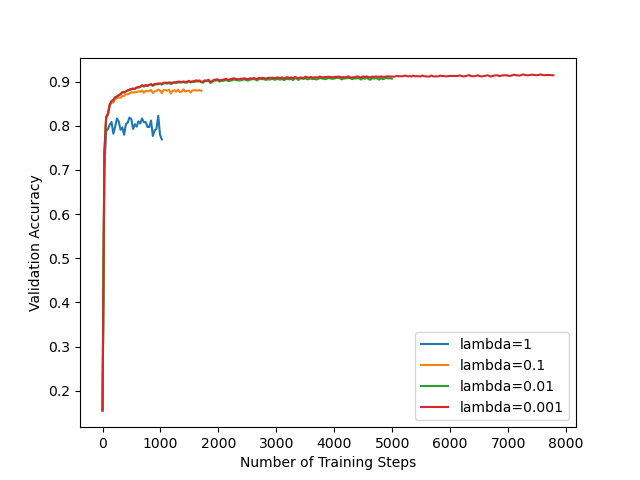 0.9
0.8
0.7
0.6
0.5
0.4
0.3
0.2
Validation Accuracy
0 1000 2000 3000 4000 5000 6000 7000 8000
Number of Training Steps
lambda=1
lambda=0.1
lambda=0.01
lambda=0.001